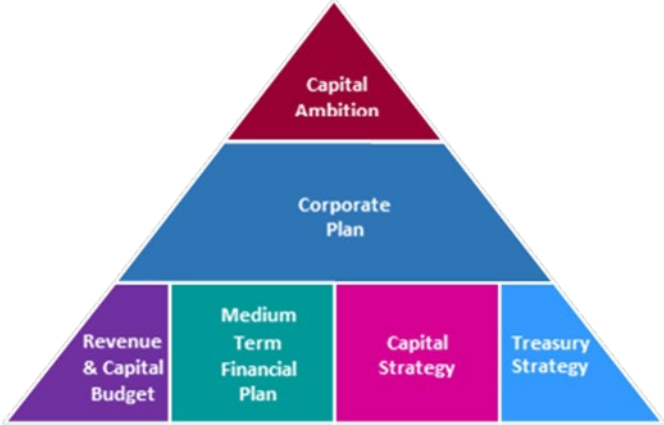 Capital
Ambition
Corporate
Plan
Revenue
& Capital
Budget
Medium
Term
Financial
Plan
Capital
Strategy
Treasury
Strategy